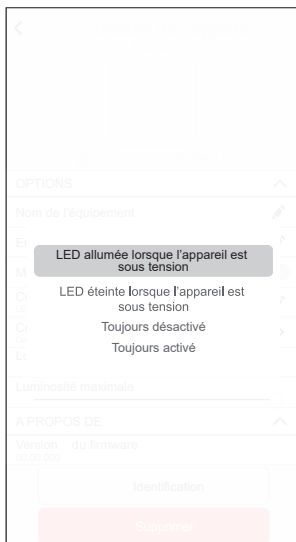 OPTIONS
Nom de l'équipement
LED allumée lorsque l'appareil est
sous tension
LED éteinte lorsque l'appareil est
sous tension
Toujours désactivé
Toujours activé
Luminosité maximale
A PROPOS DE
Version du firmware
Identification
Supprimer